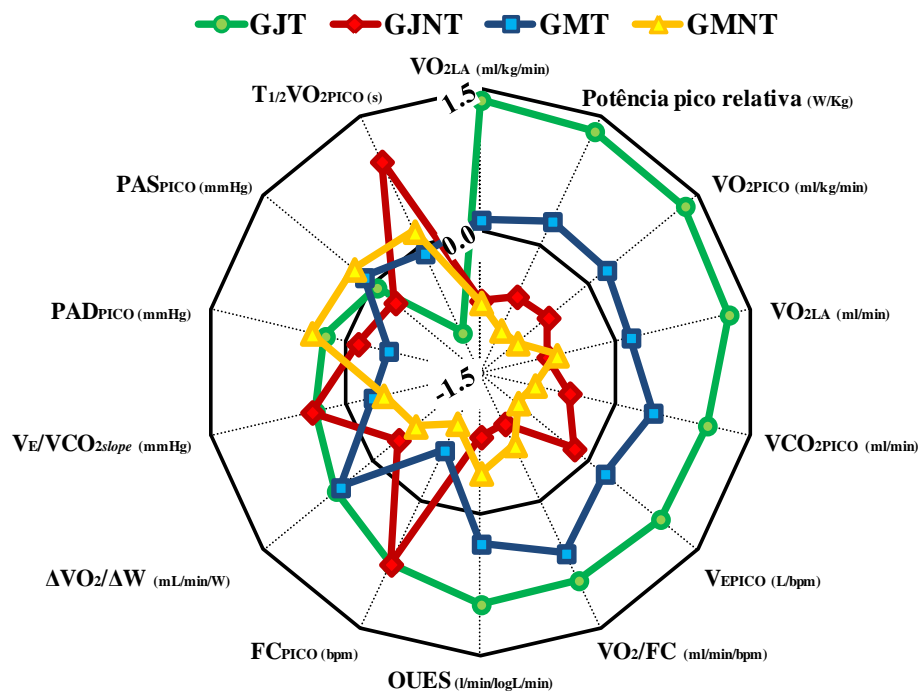 GJT GJNT GMT GMNT
VO2LA (ml/kg/min)
T1/2VO2PICO (s)
1.5
Potência pico relativa (W/Kg)
PASPICO (mmHg)
VO2PICO (ml/kg/min)
0.0
PADPICO (mmHg)
VO2LA (ml/min)
-1.5
VE/VCO2slope (mmHg)
VCO2PICO (ml/min)
ΔVO2/ΔW (mL/min/W)
VEPICO (L/bpm)
FCPICO (bpm)
VO2/FC (ml/min/bpm)
OUES (l/min/logL/min)